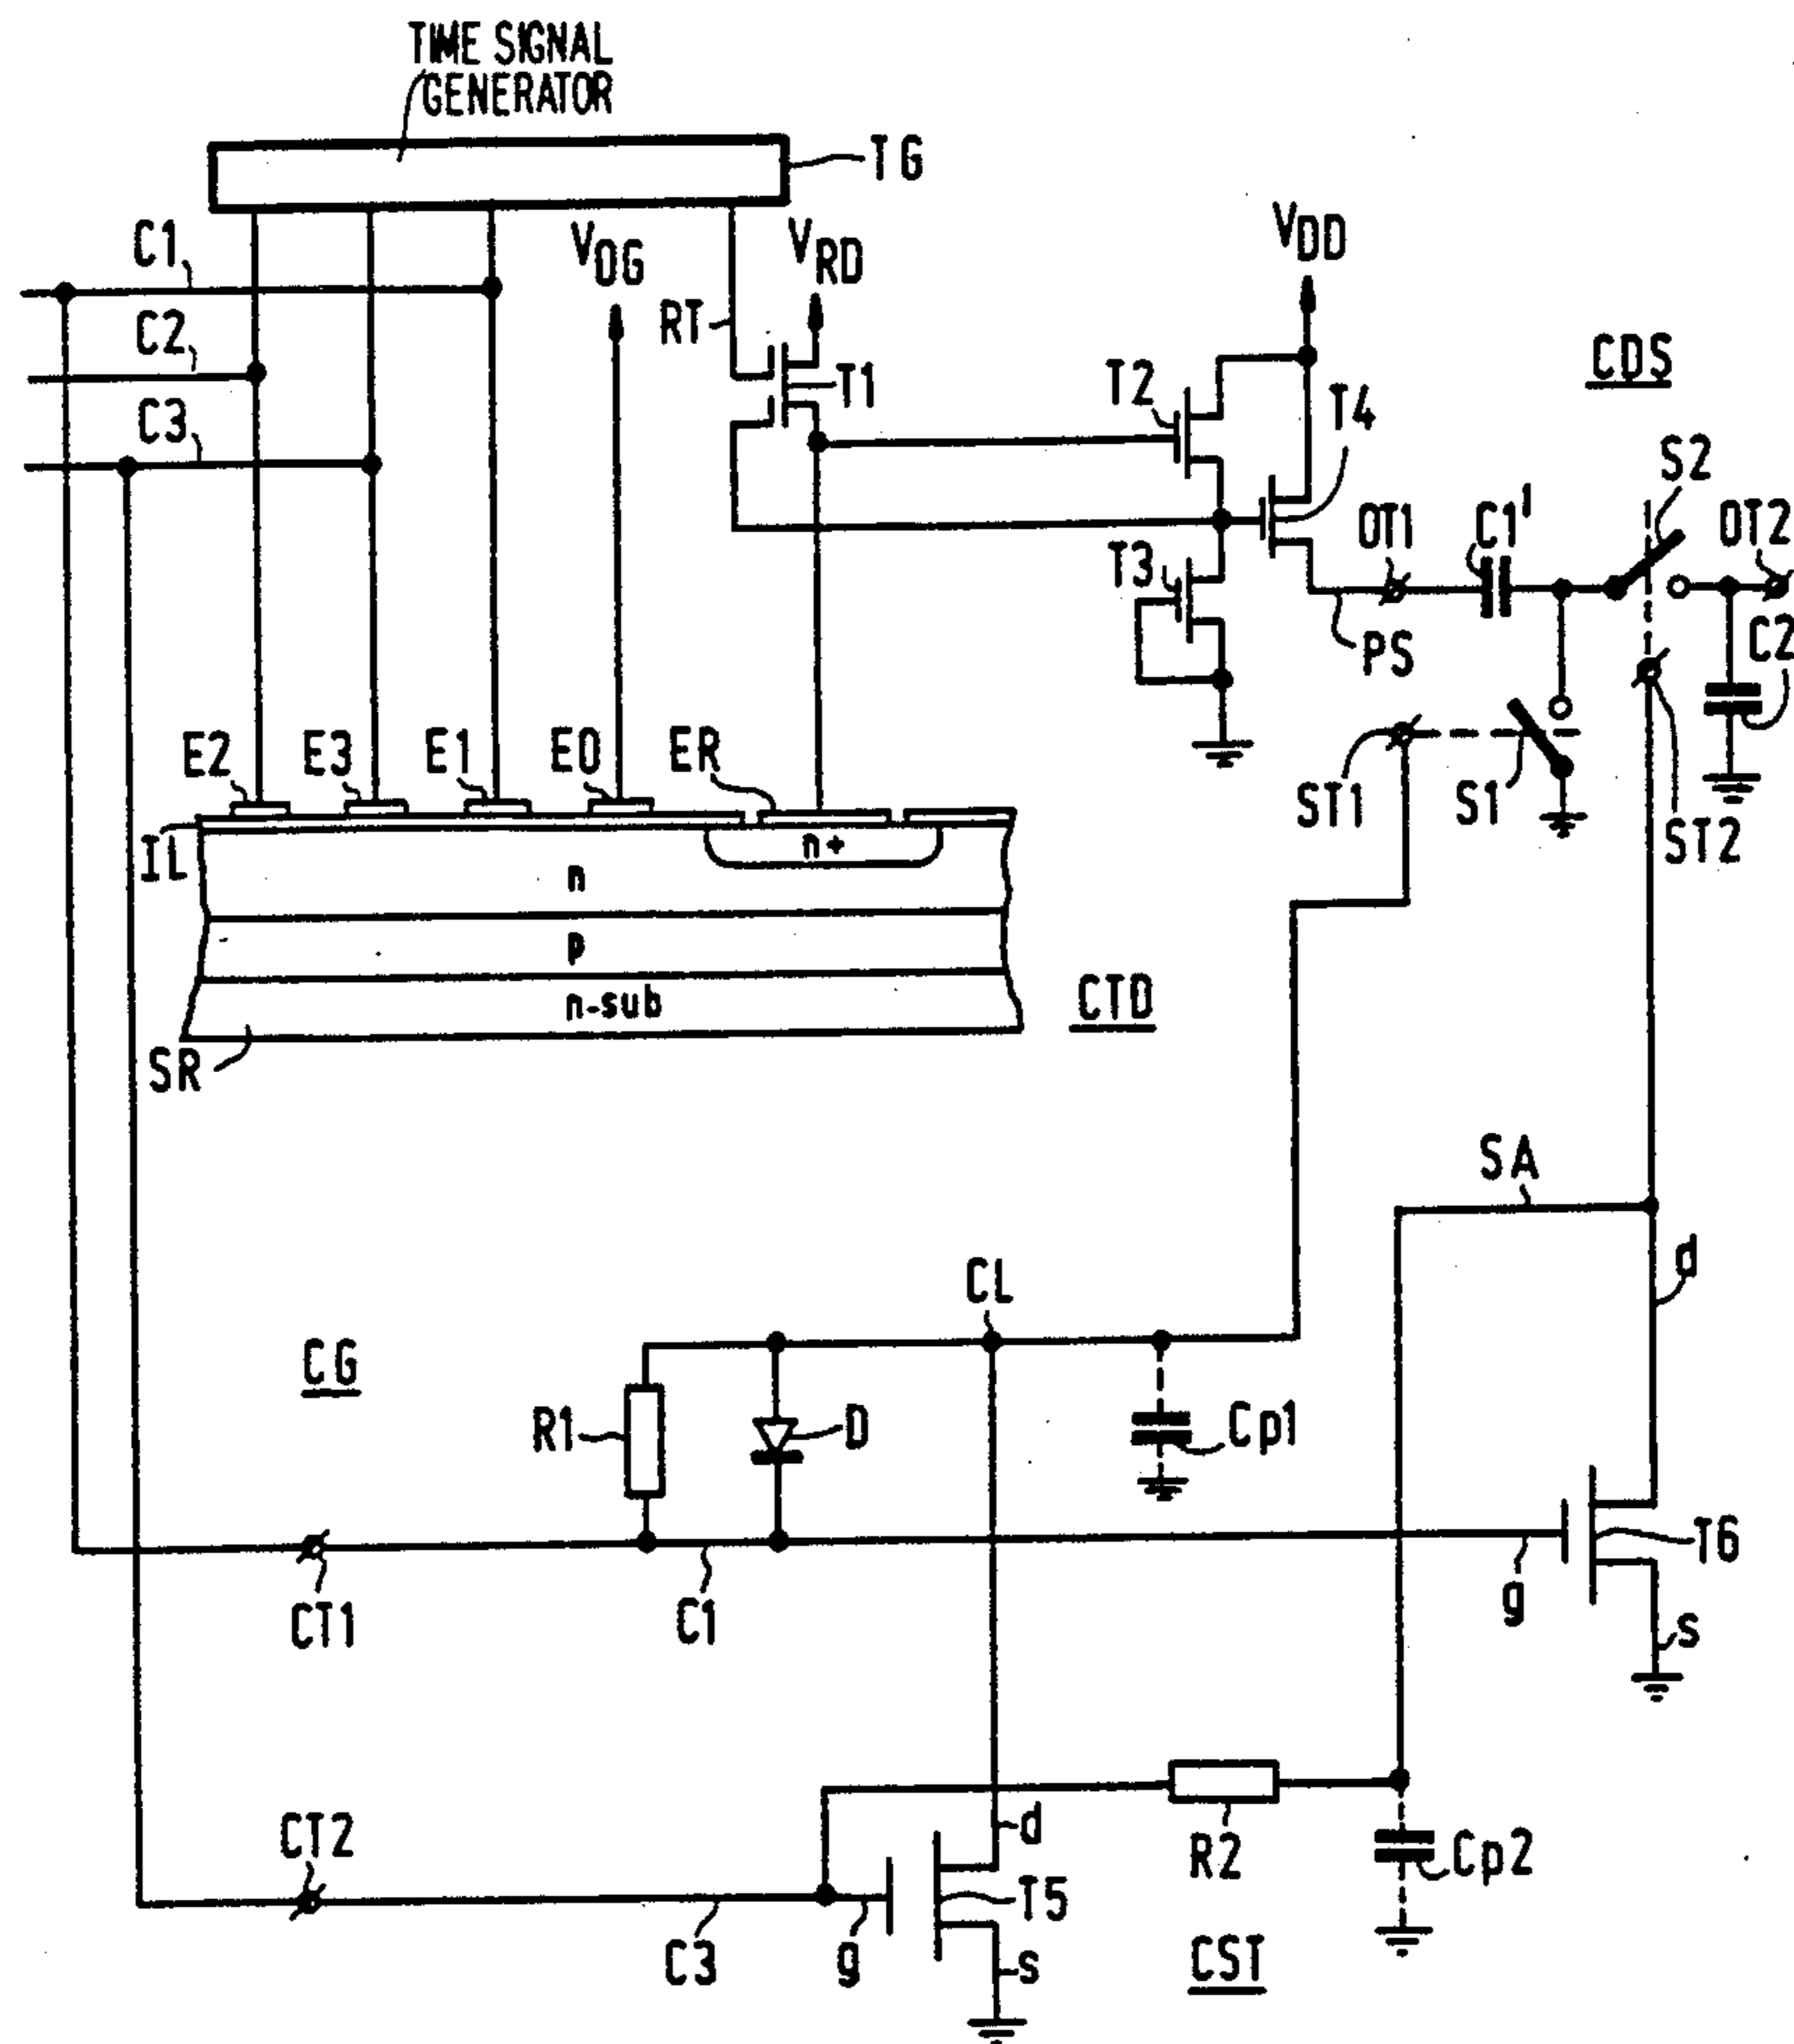 TIME SIGNAL
GENERATOR
TG
C1
VOG
VRD
VDD
RT
C2
CDS
T1
T2
T4
C3
S2
OT1
C1'
OT2
T3
PS
C2
E2
E3
E1
EO
ER
ST1
S1
ST2
IL
n+
n
p
n-sub
CTD
SR
SA
d
CL
CG
R1
D
Cp1
T6
g
CT1
C1
s
CT2
d
R2
Cp2
T5
C3
g
s
CST